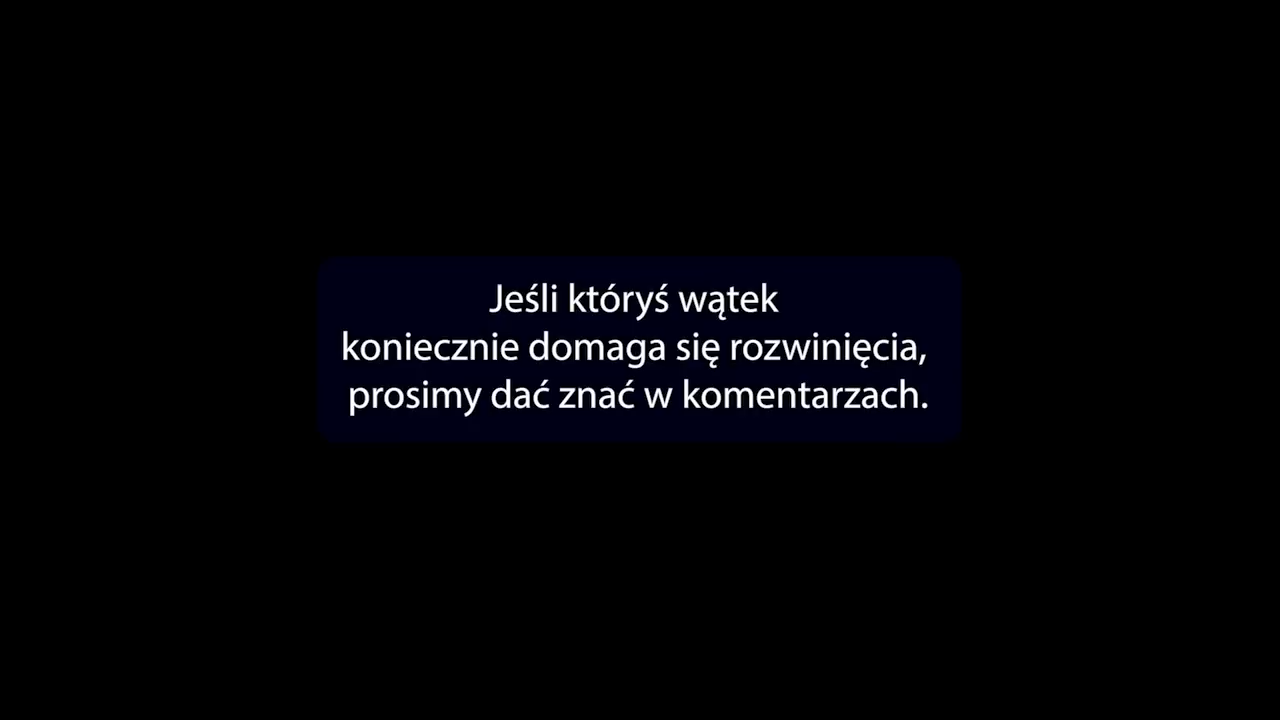 Jeśli któryś wątek
koniecznie domaga się rozwinięcia,
prosimy dać znać w komentarzach.